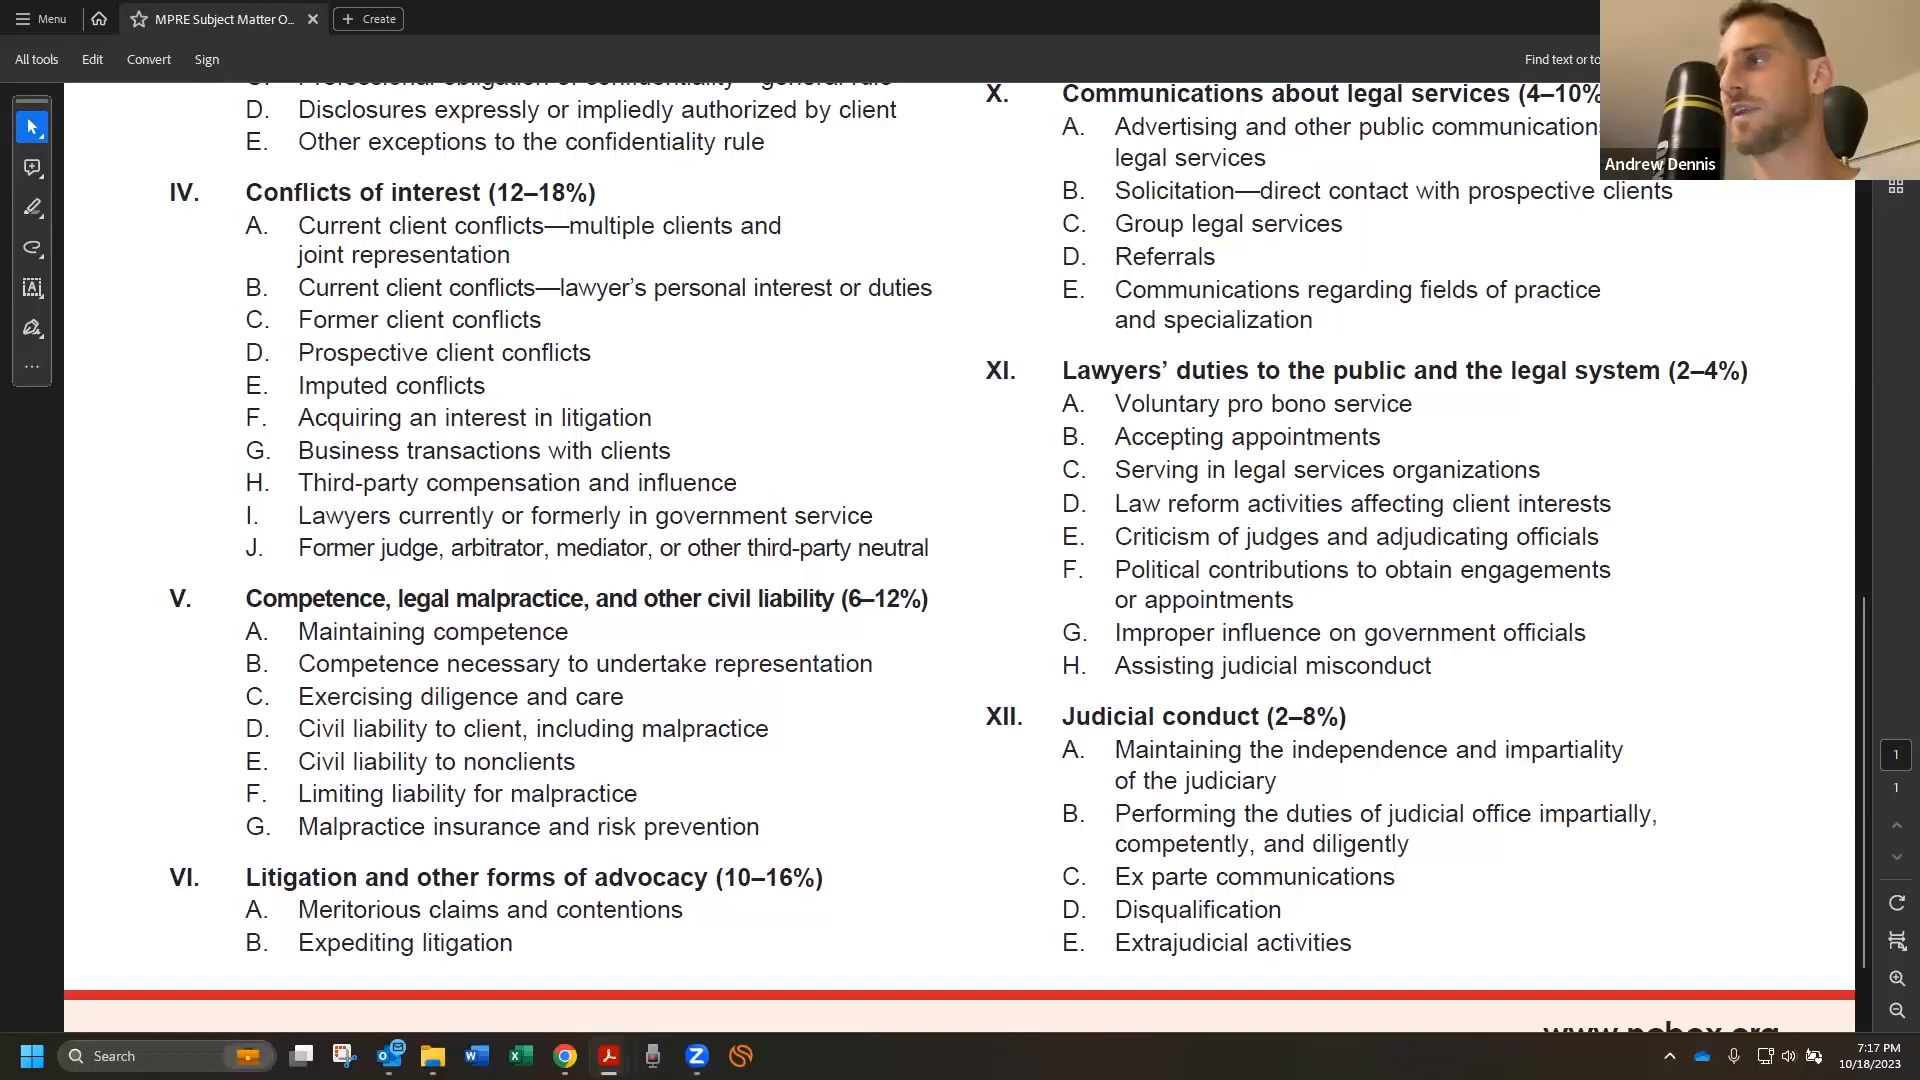 Menu
MPRE Subject Matter O...
Create
All tools
Edit
Convert
Sign
Find text or to
D. Disclosures expressly or impliedly authorized by client
E. Other exceptions to the confidentiality rule
IV. Conflicts of interest (12–18%)
A. Current client conflicts—multiple clients and
joint representation
B. Current client conflicts—lawyer's personal interest or duties
C. Former client conflicts
D. Prospective client conflicts
E. Imputed conflicts
F. Acquiring an interest in litigation
G. Business transactions with clients
H. Third-party compensation and influence
I. Lawyers currently or formerly in government service
J. Former judge, arbitrator, mediator, or other third-party neutral
V. Competence, legal malpractice, and other civil liability (6–12%)
A. Maintaining competence
B. Competence necessary to undertake representation
C. Exercising diligence and care
D. Civil liability to client, including malpractice
E. Civil liability to nonclients
F. Limiting liability for malpractice
G. Malpractice insurance and risk prevention
VI. Litigation and other forms of advocacy (10–16%)
A. Meritorious claims and contentions
B. Expediting litigation
X. Communications about legal services (4–10%
A. Advertising and other public communication
legal services
B. Solicitation—direct contact with prospective clients
C. Group legal services
D. Referrals
E. Communications regarding fields of practice
and specialization
XI. Lawyers' duties to the public and the legal system (2–4%)
A. Voluntary pro bono service
B. Accepting appointments
C. Serving in legal services organizations
D. Law reform activities affecting client interests
E. Criticism of judges and adjudicating officials
F. Political contributions to obtain engagements
or appointments
G. Improper influence on government officials
H. Assisting judicial misconduct
XII. Judicial conduct (2–8%)
A. Maintaining the independence and impartiality
of the judiciary
B. Performing the duties of judicial office impartially,
competently, and diligently
C. Ex parte communications
D. Disqualification
E. Extrajudicial activities
Andrew Dennis
1
1
Search
7:17 PM
10/18/2023